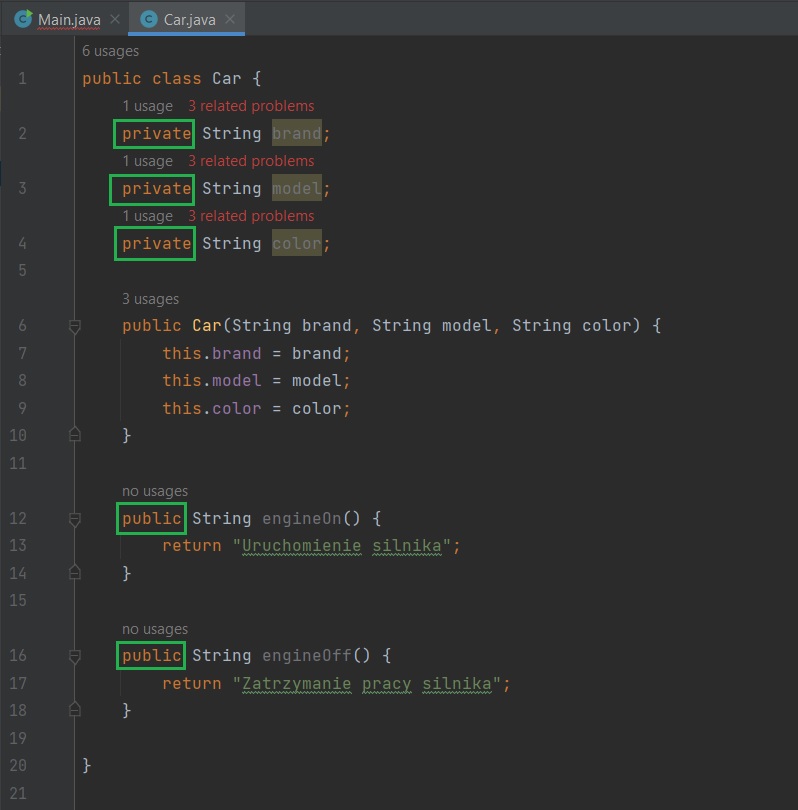 Main.java Car.java
6 usages
1 public class Car {
1 usage 3 related problems
2 private String brand;
1 usage 3 related problems
3 private String model;
1 usage 3 related problems
4 private String color;
5
3 usages
6 public Car(String brand, String model, String color) {
7 this.brand = brand;
8 this.model = model;
9 this.color = color;
10 }
11
no usages
12 public String engineOn() {
13 return "Uruchomienie silnika";
14 }
15
no usages
16 public String engineOff() {
17 return "Zatrzymanie pracy silnika";
18 }
19
20 }
21